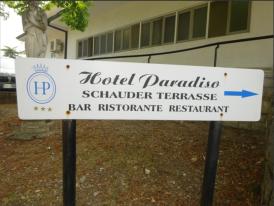 HP
Hotel Paradiso
SCHAUDER TERRASSE
BAR RISTORANTE RESTAURANT